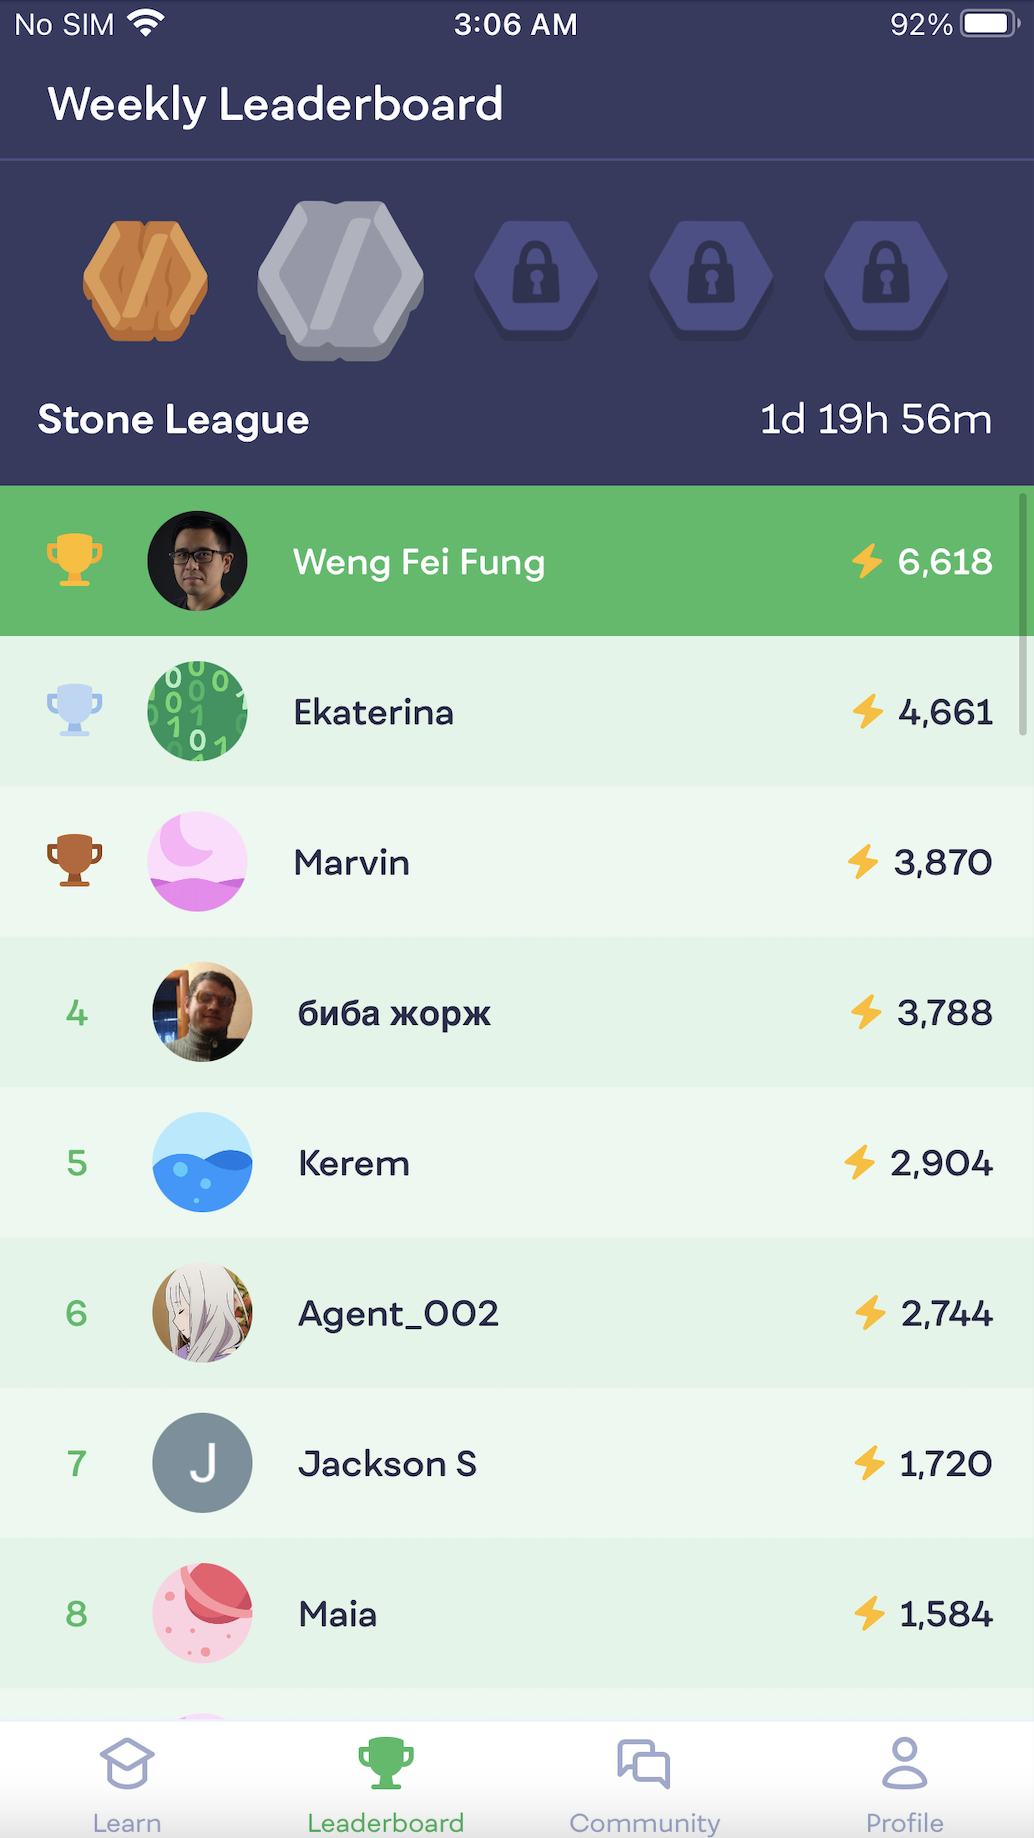 No SIM 3:06 AM 92%
Weekly Leaderboard
Stone League 1d 19h 56m
Weng Fei Fung 6,618
Ekaterina 4,661
Marvin 3,870
4 биба жорж 3,788
5 Kerem 2,904
6 Agent_002 2,744
7 J Jackson S 1,720
8 Maia 1,584
Learn Leaderboard Community Profile